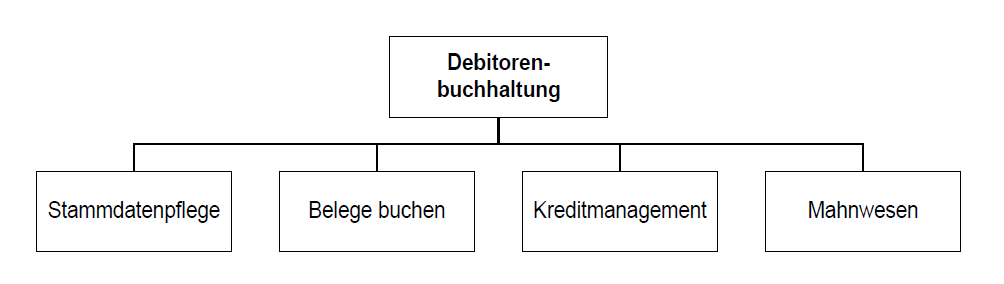 Debitoren-
buchhaltung
Stammdatenpflege
Belege buchen
Kreditmanagement
Mahnwesen